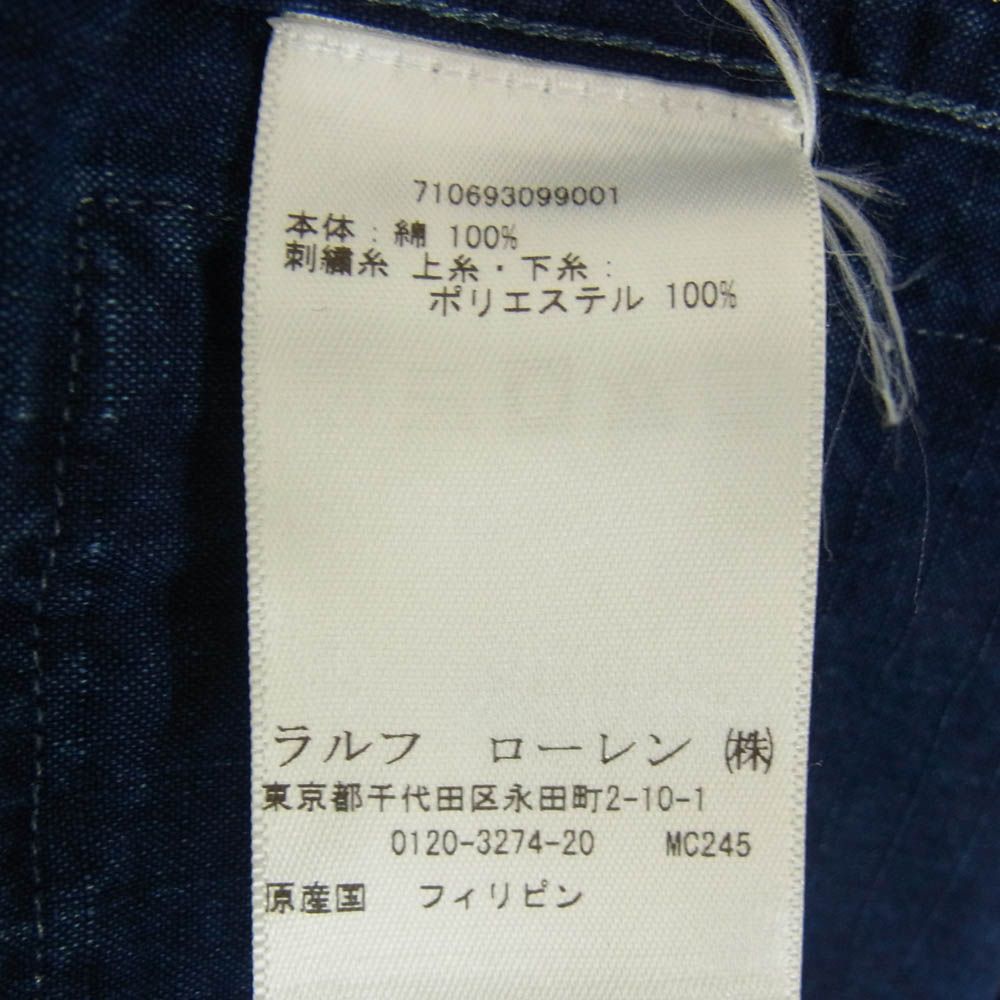 710693099001
本体：綿 100%
刺繍糸 上糸・下糸：
ポリエステル 100%
ラルフ ローレン ㈱
東京都千代田区永田町2-10-1
0120-3274-20 MC245
原産国 フィリピン